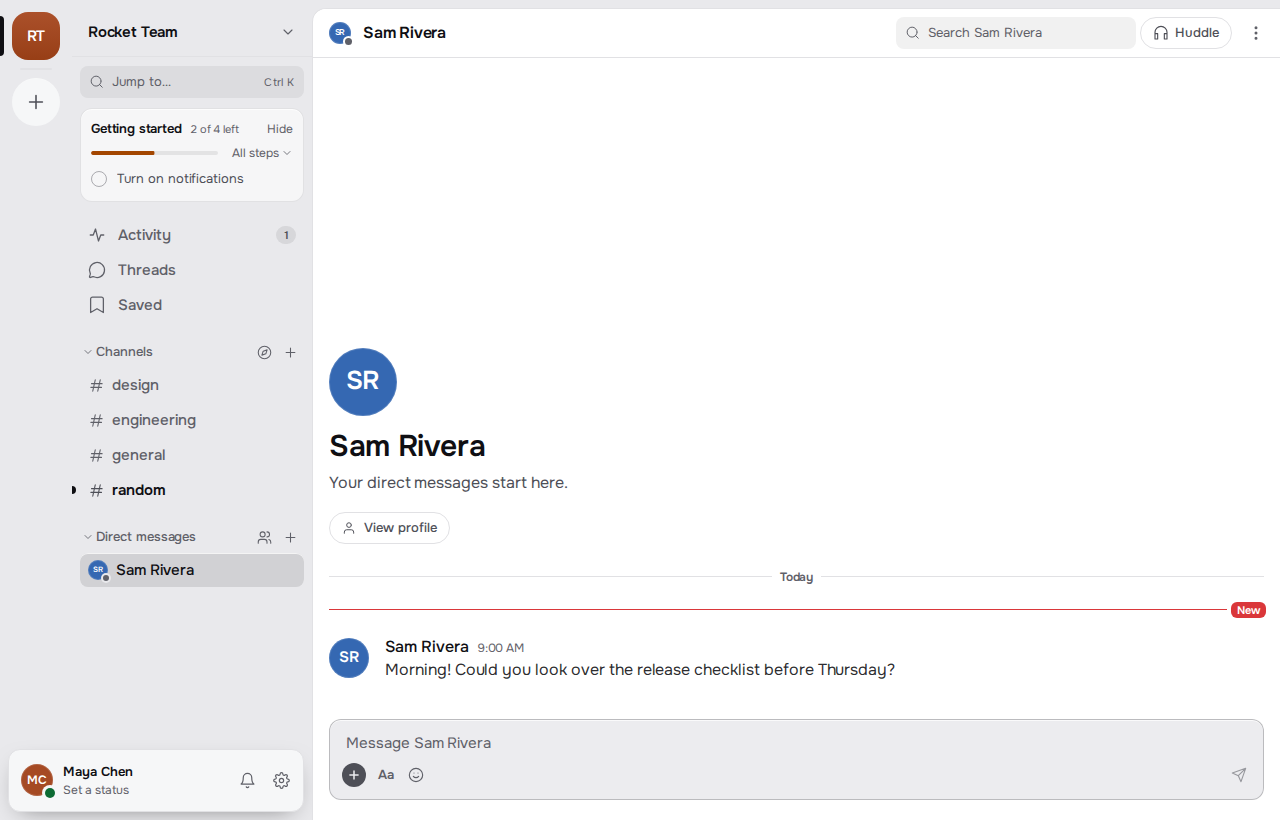 RT
Rocket Team
Jump to...
Ctrl K
Getting started
2 of 4 left
Hide
All steps
Turn on notifications
Activity
1
Threads
Saved
Channels
# design
# engineering
# general
# random
Direct messages
SR
Sam Rivera
MC
Maya Chen
Set a status
SR
Sam Rivera
Search Sam Rivera
Huddle
SR
Sam Rivera
Your direct messages start here.
View profile
Today
New
SR
Sam Rivera 9:00 AM
Morning! Could you look over the release checklist before Thursday?
Message Sam Rivera
Aa